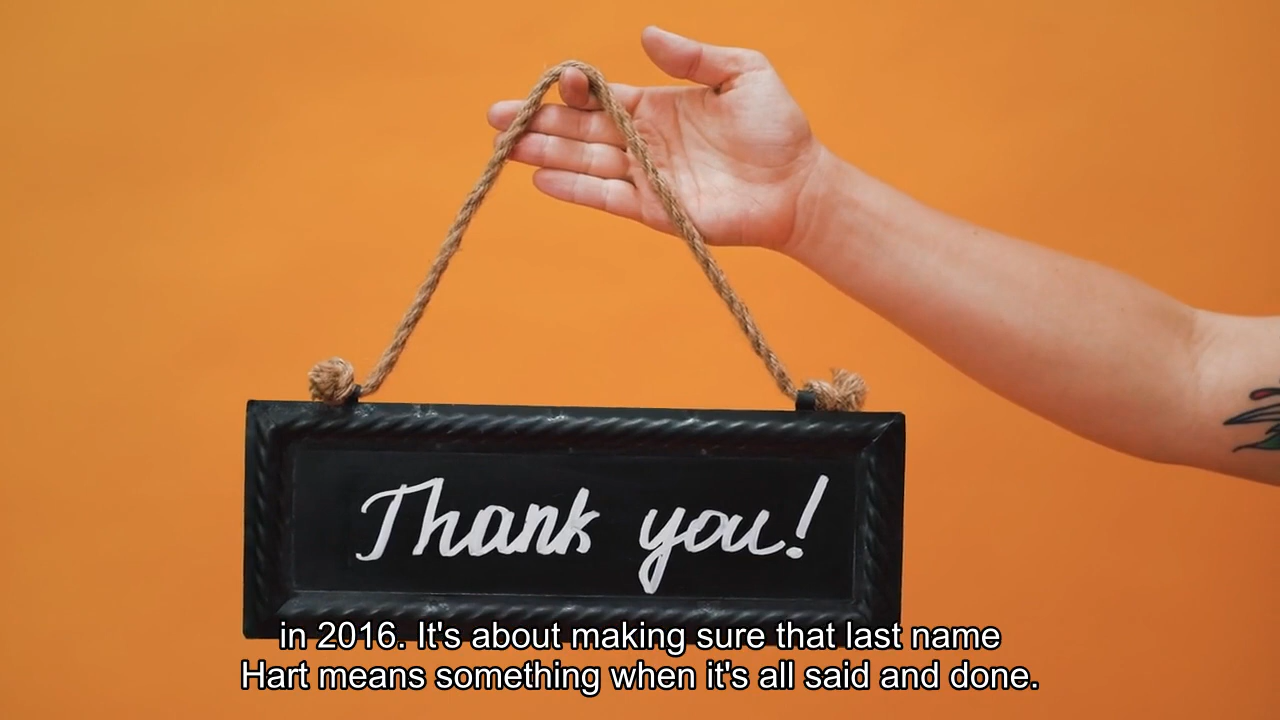 Thank you!
in 2016. It's about making sure that last name
Hart means something when it's all said and done.